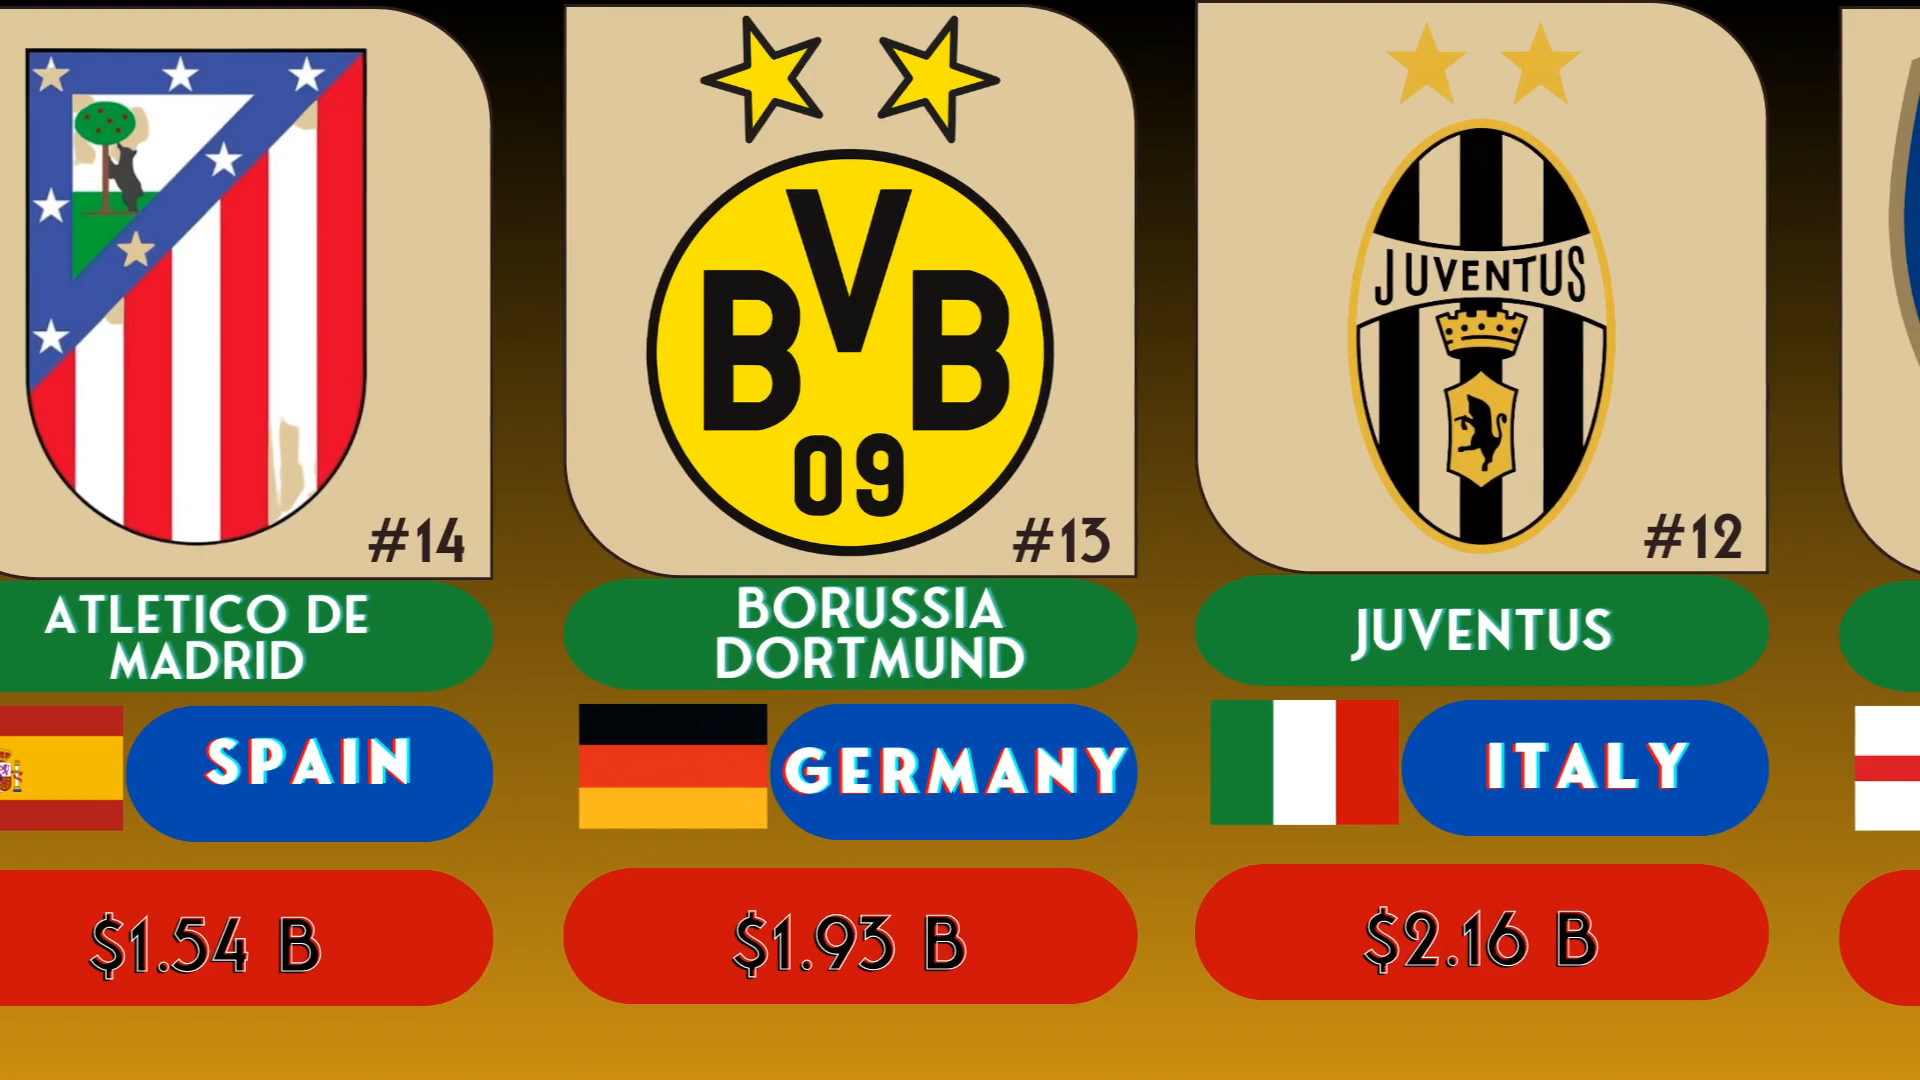 #14
ATLETICO DE
MADRID
SPAIN
$1.54 B
BVB
09
#13
BORUSSIA
DORTMUND
GERMANY
$1.93 B
JUVENTUS
#12
JUVENTUS
ITALY
$2.16 B